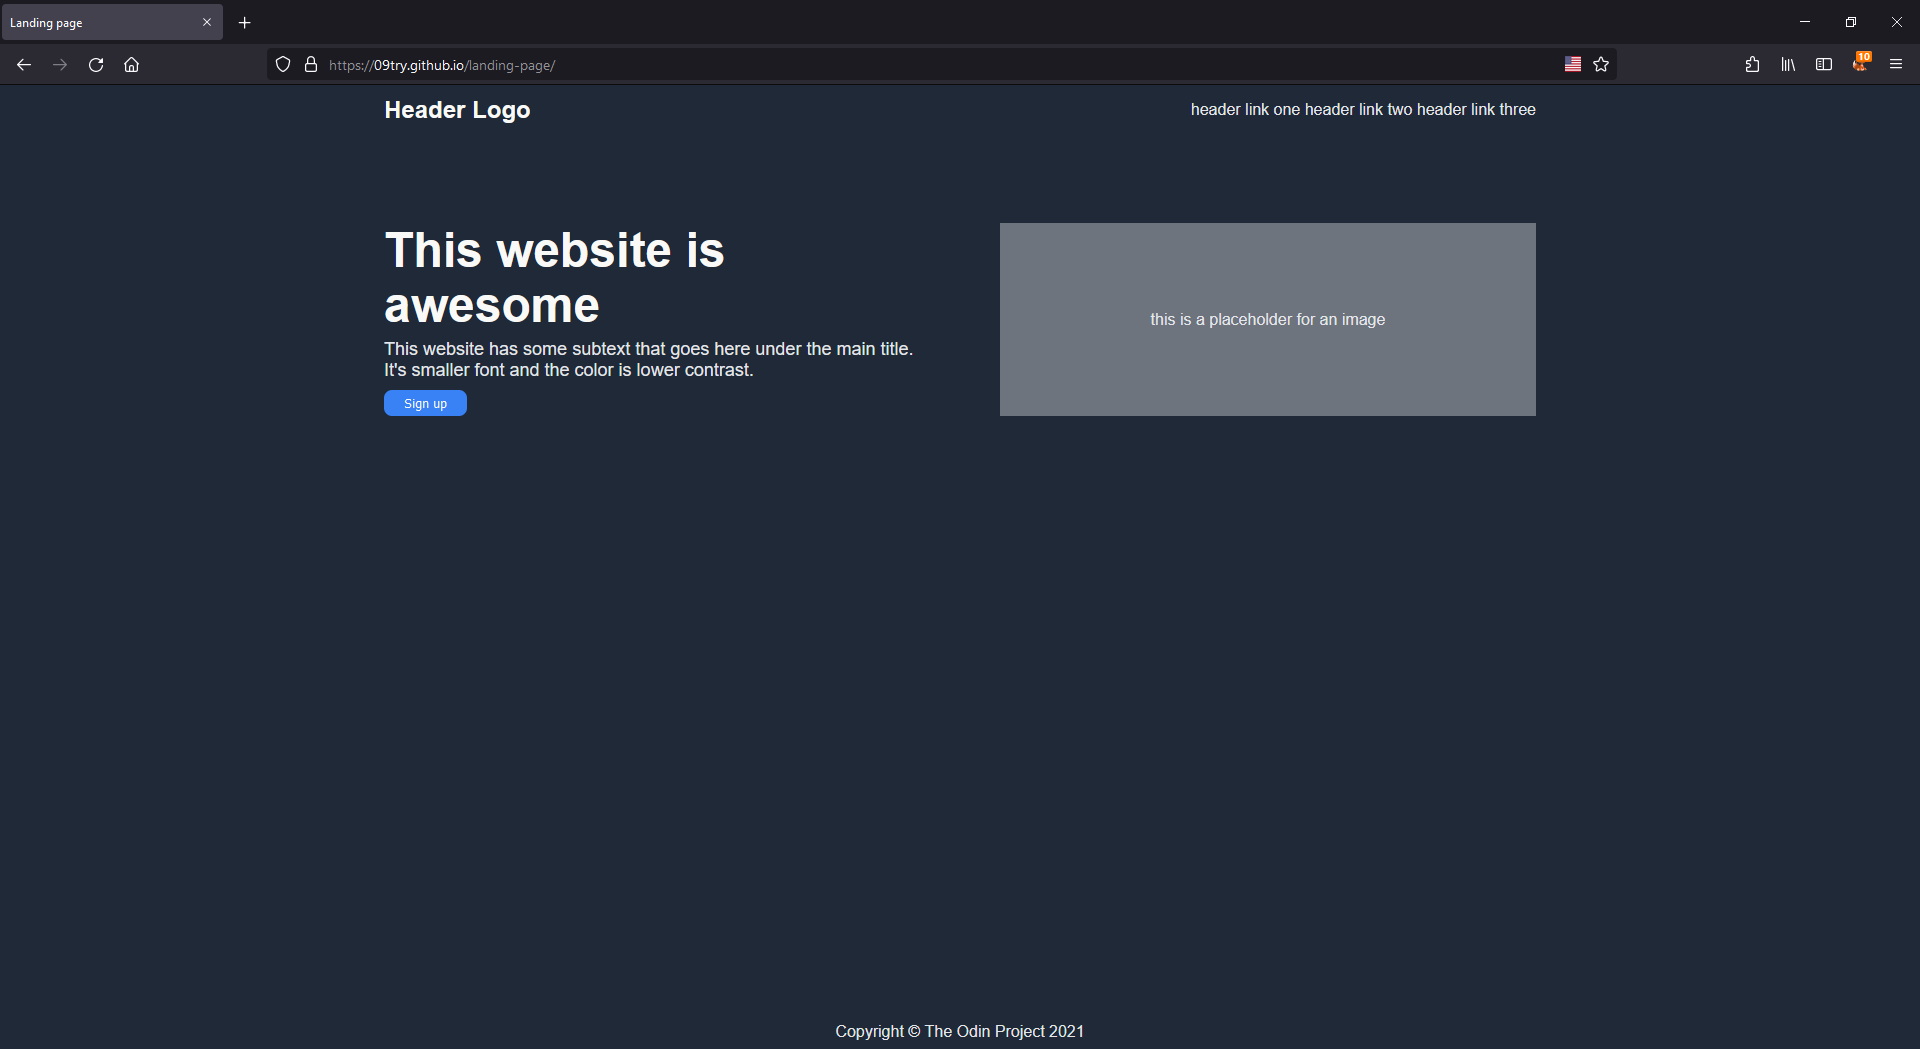 Landing page
https://09try.github.io/landing-page/
10
Header Logo
header link one header link two header link three
This website is
awesome
This website has some subtext that goes here under the main title.
It's smaller font and the color is lower contrast.
Sign up
this is a placeholder for an image
Copyright © The Odin Project 2021